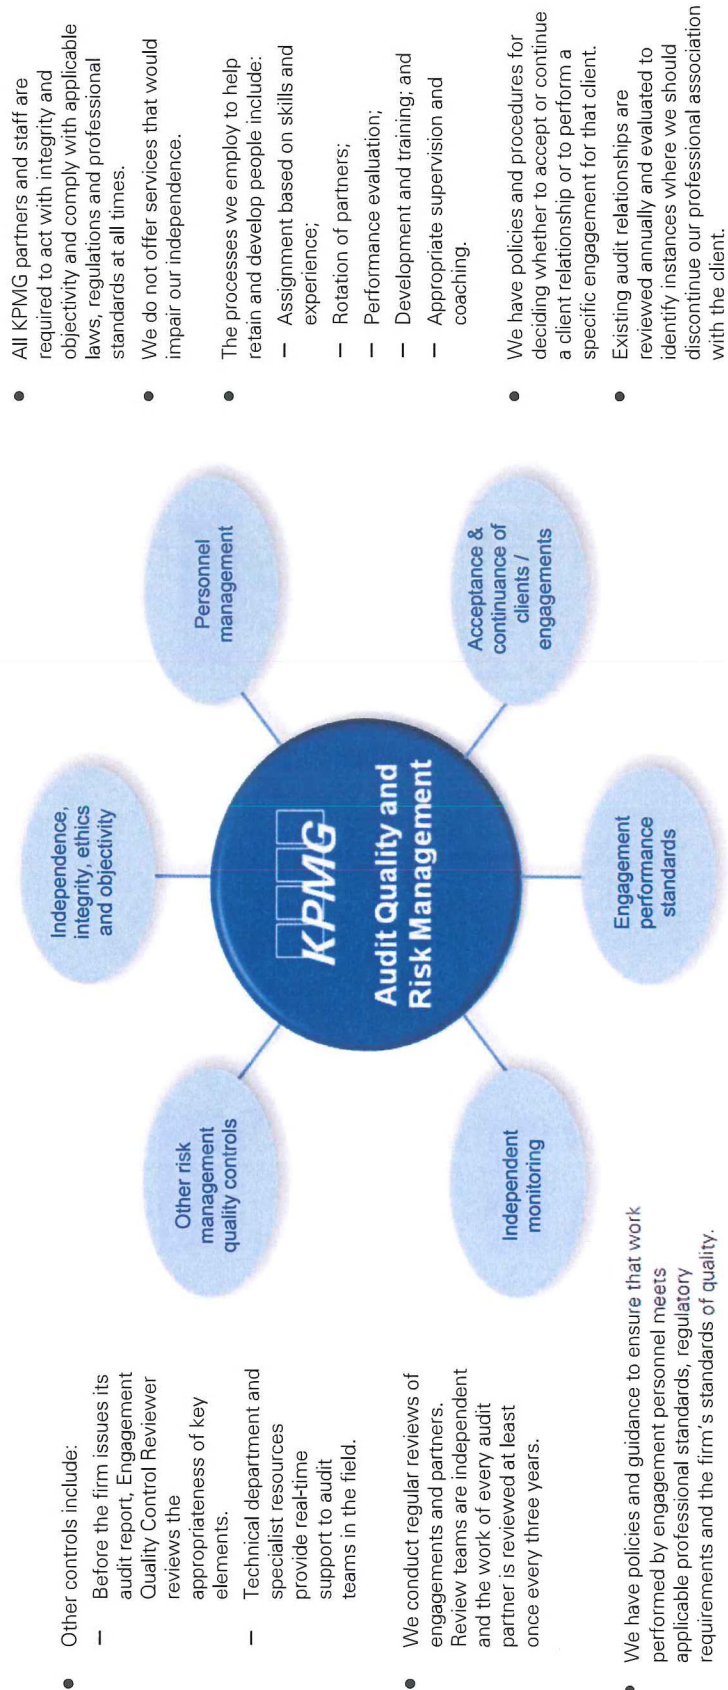 ● Other controls include:
– Before the firm issues its
audit report, Engagement
Quality Control Reviewer
reviews the
appropriateness of key
elements.
– Technical department and
specialist resources
provide real-time
support to audit
teams in the field.
● We conduct regular reviews of
engagements and partners.
Review teams are independent
and the work of every audit
partner is reviewed at least
once every three years.
● We have policies and guidance to ensure that work
performed by engagement personnel meets
applicable professional standards, regulatory
requirements and the firm's standards of quality.
Other risk
management
quality controls
Independent
monitoring
Independence,
integrity, ethics
and objectivity
KPMG
Audit Quality and
Risk Management
Engagement
performance
standards
Personnel
management
Acceptance &
continuance of
clients /
engagements
● All KPMG partners and staff are
required to act with integrity and
objectivity and comply with applicable
laws, regulations and professional
standards at all times.
● We do not offer services that would
impair our independence.
● The processes we employ to help
retain and develop people include:
– Assignment based on skills and
experience;
– Rotation of partners;
– Performance evaluation;
– Development and training; and
– Appropriate supervision and
coaching.
● We have policies and procedures for
deciding whether to accept or continue
a client relationship or to perform a
specific engagement for that client.
● Existing audit relationships are
reviewed annually and evaluated to
identify instances where we should
discontinue our professional association
with the client.